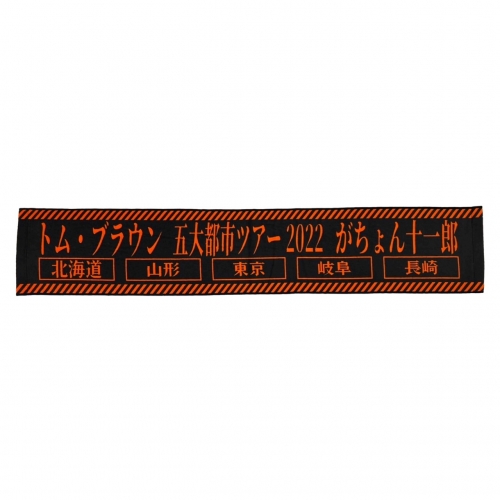 トム・ブラウン 五大都市ツアー2022 がちょん十一郎
北海道 山形 東京 岐阜 長崎